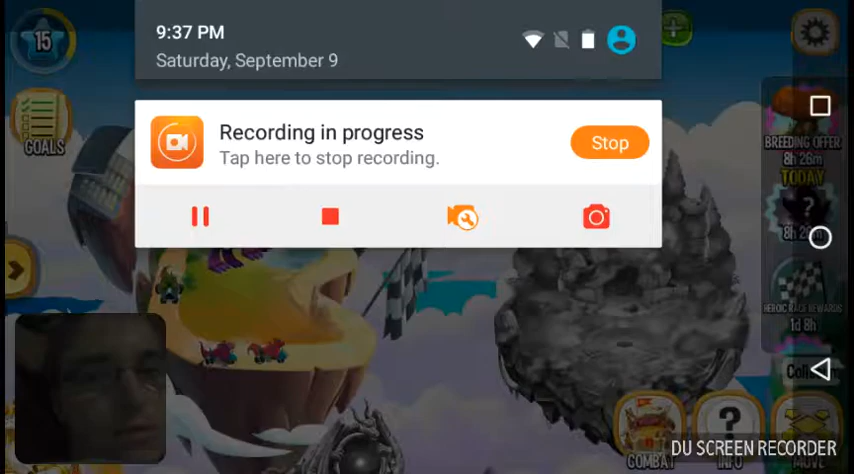 9:37 PM
Saturday, September 9
15
Recording in progress
Tap here to stop recording.
Stop
GOALS
BREEDING OFFER
8h 26m
TODAY
?
8h 26m
HEROIC RACE REWARDS
1d 8h
COMBAT
?
INFO
MOVE
DU SCREEN RECORDER